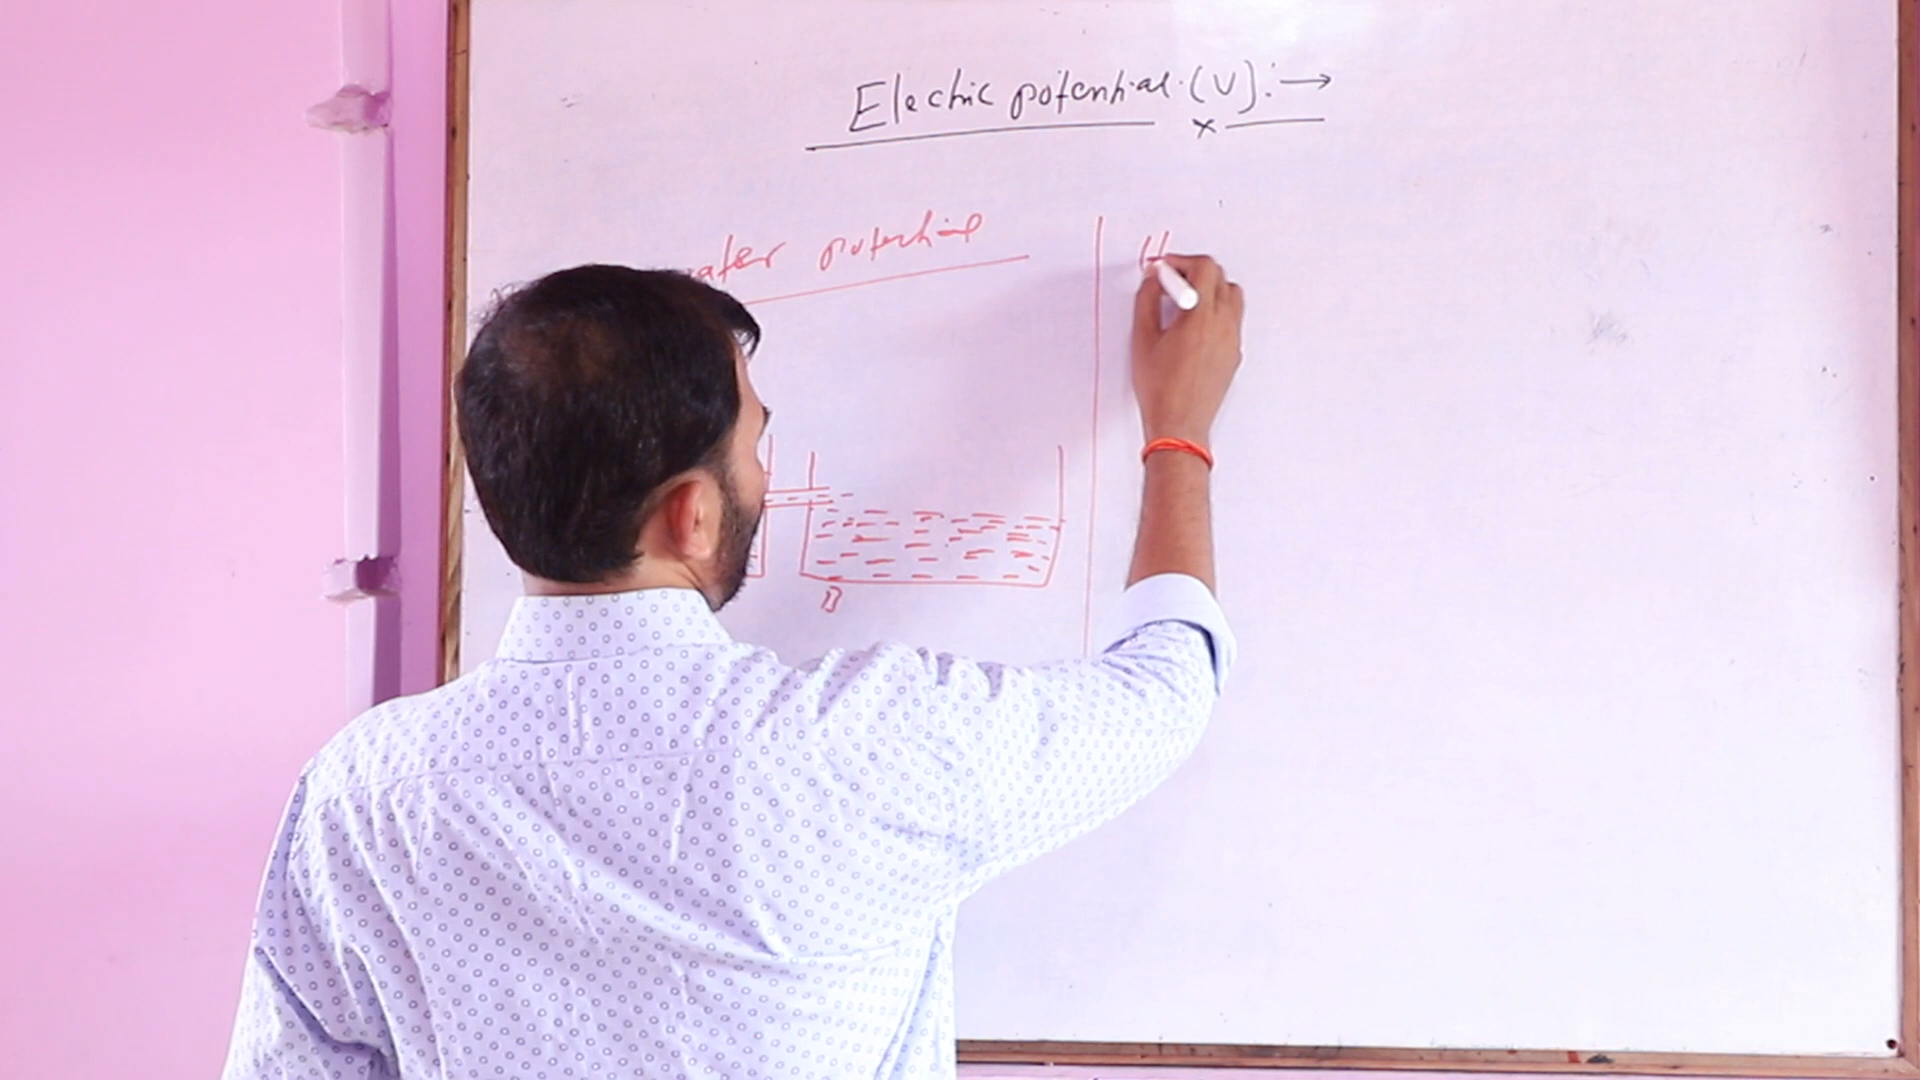 Electric potential (V):→
water potential
H
B